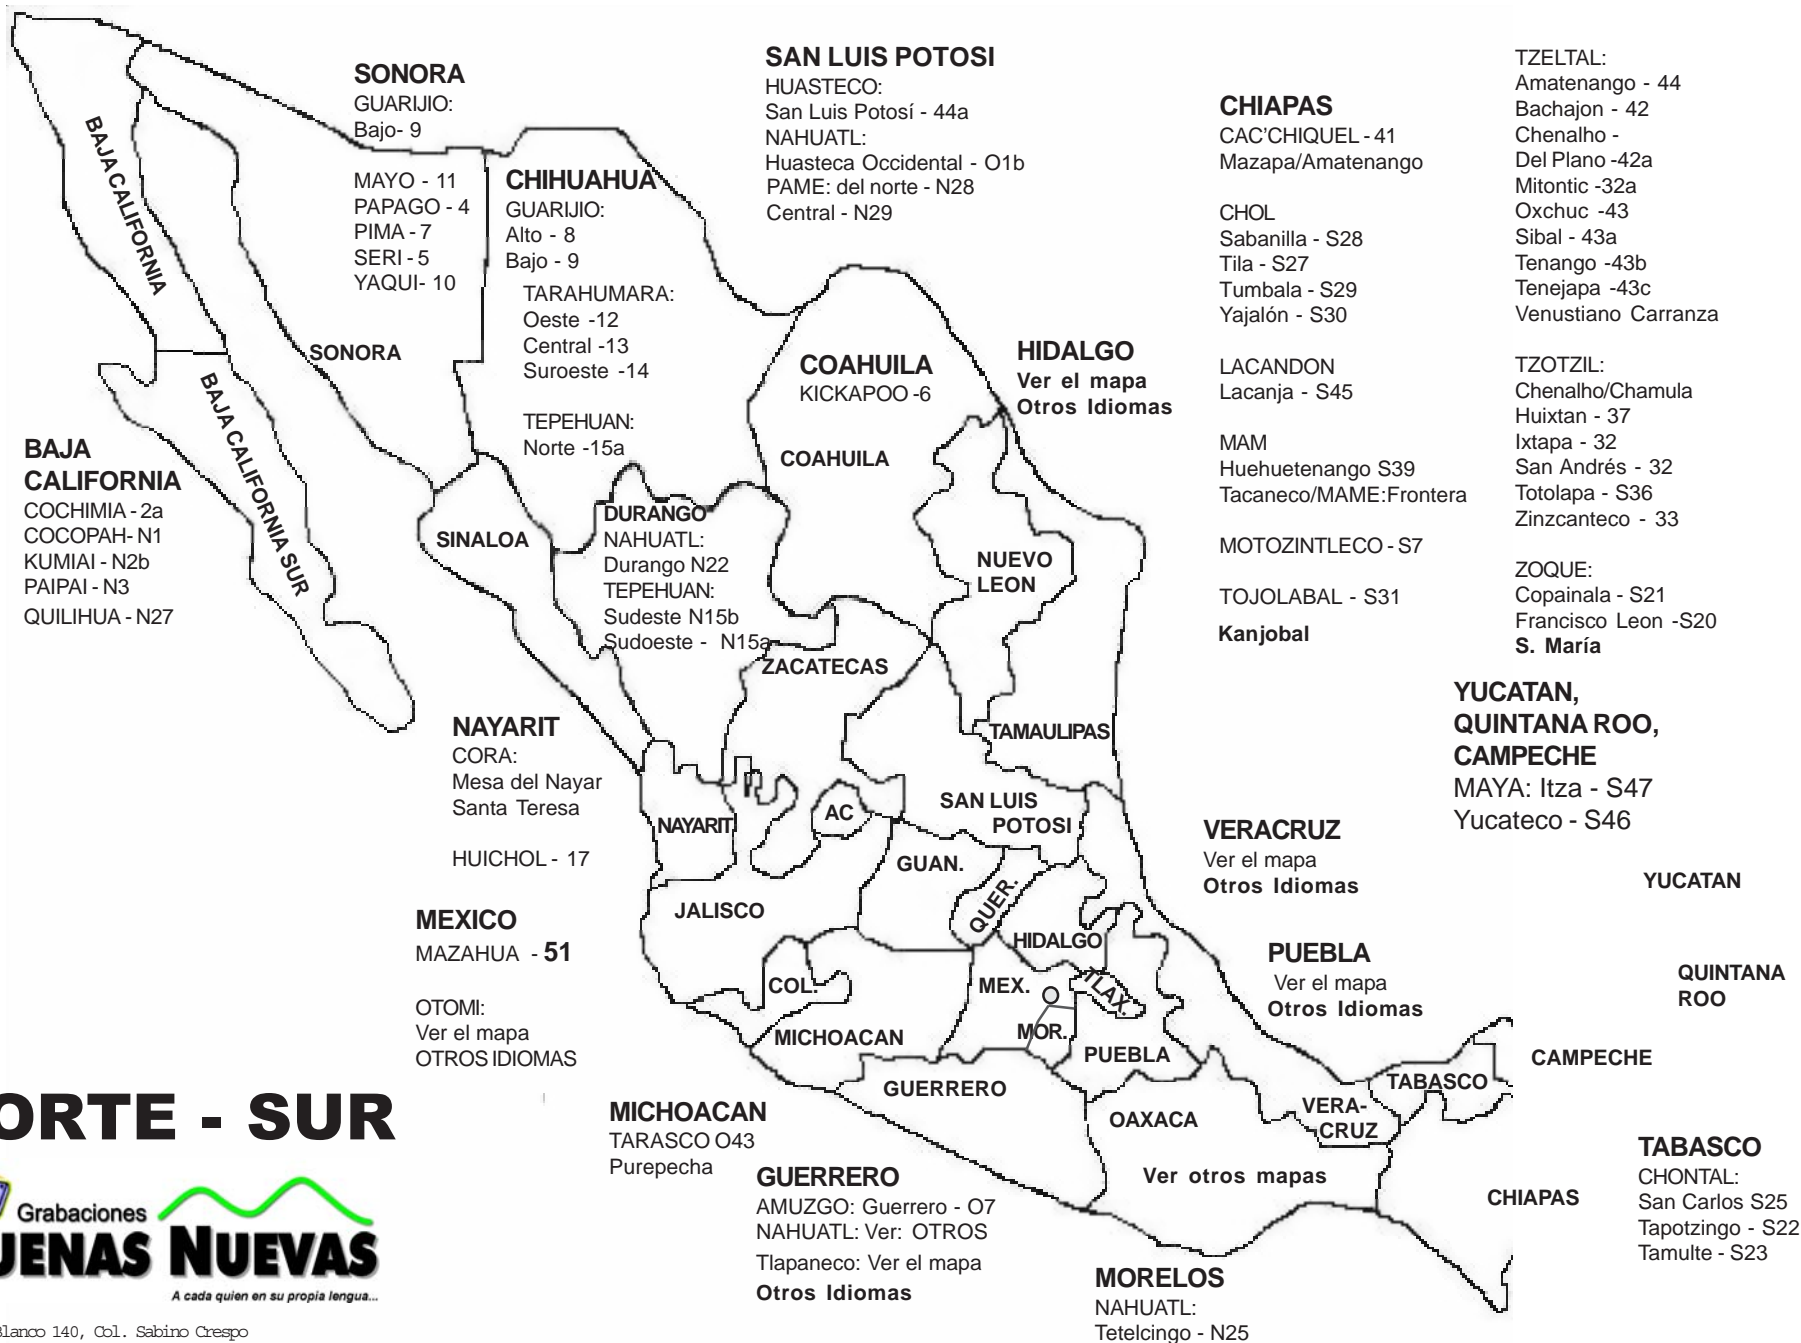 SONORA
GUARIJIO:
Bajo- 9
MAYO - 11
PAPAGO - 4
PIMA - 7
SERI - 5
YAQUI- 10
CHIHUAHUA
GUARIJIO:
Alto - 8
Bajo - 9
TARAHUMARA:
Oeste -12
Central -13
Suroeste -14
TEPEHUAN:
Norte -15a
SAN LUIS POTOSI
HUASTECO:
San Luis Potosí - 44a
NAHUATL:
Huasteca Occidental - O1b
PAME: del norte - N28
Central - N29
CHIAPAS
CAC'CHIQUEL - 41
Mazapa/Amatenango
CHOL
Sabanilla - S28
Tila - S27
Tumbala - S29
Yajalón - S30
LACANDON
Lacanja - S45
MAM
Huehuetenango S39
Tacaneco/MAME:Frontera
MOTOZINTLECO - S7
TOJOLABAL - S31
Kanjobal
TZELTAL:
Amatenango - 44
Bachajon - 42
Chenalho -
Del Plano -42a
Mitontic -32a
Oxchuc -43
Sibal - 43a
Tenango -43b
Tenejapa -43c
Venustiano Carranza
TZOTZIL:
Chenalho/Chamula
Huixtan - 37
Ixtapa - 32
San Andrés - 32
Totolapa - S36
Zinzcanteco - 33
ZOQUE:
Copainala - S21
Francisco Leon -S20
S. María
BAJA CALIFORNIA
SONORA
BAJA CALIFORNIA SUR
COAHUILA
KICKAPOO -6
COAHUILA
HIDALGO
Ver el mapa
Otros Idiomas
BAJA
CALIFORNIA
COCHIMIA - 2a
COCOPAH- N1
KUMIAI - N2b
PAIPAI - N3
QUILIHUA - N27
SINALOA
DURANGO
NAHUATL:
Durango N22
TEPEHUAN:
Sudeste N15b
Sudoeste - N15a
NUEVO
LEON
ZACATECAS
TAMAULIPAS
YUCATAN,
QUINTANA ROO,
CAMPECHE
MAYA: Itza - S47
Yucateco - S46
NAYARIT
CORA:
Mesa del Nayar
Santa Teresa
HUICHOL - 17
NAYARIT
AC
SAN LUIS
POTOSI
GUAN.
QUER.
VERACRUZ
Ver el mapa
Otros Idiomas
YUCATAN
MEXICO
MAZAHUA - 51
OTOMI:
Ver el mapa
OTROS IDIOMAS
JALISCO
HIDALGO
COL.
MEX.
TLAX.
MICHOACAN
MOR.
PUEBLA
PUEBLA
Ver el mapa
Otros Idiomas
QUINTANA
ROO
CAMPECHE
TABASCO
GUERRERO
OAXACA
VERA-
CRUZ
Ver otros mapas
CHIAPAS
MICHOACAN
TARASCO O43
Purepecha
GUERRERO
AMUZGO: Guerrero - O7
NAHUATL: Ver: OTROS
Tlapaneco: Ver el mapa
Otros Idiomas
MORELOS
NAHUATL:
Tetelcingo - N25
TABASCO
CHONTAL:
San Carlos S25
Tapotzingo - S22
Tamulte - S23
ORTE - SUR
Grabaciones
UENAS NUEVAS
A cada quien en su propia lengua...
Blanco 140, Col. Sabino Crespo